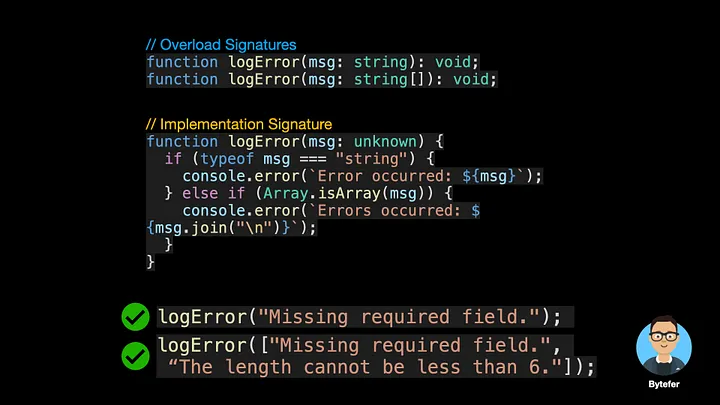 // Overload Signatures
function logError(msg: string): void;
function logError(msg: string[]): void;
// Implementation Signature
function logError(msg: unknown) {
  if (typeof msg === "string") {
    console.error(`Error occurred: ${msg}`);
  } else if (Array.isArray(msg)) {
    console.error(`Errors occurred: $
{msg.join("\n")}`);
  }
}
logError("Missing required field.");
logError(["Missing required field.",
“The length cannot be less than 6."]);
Bytefer